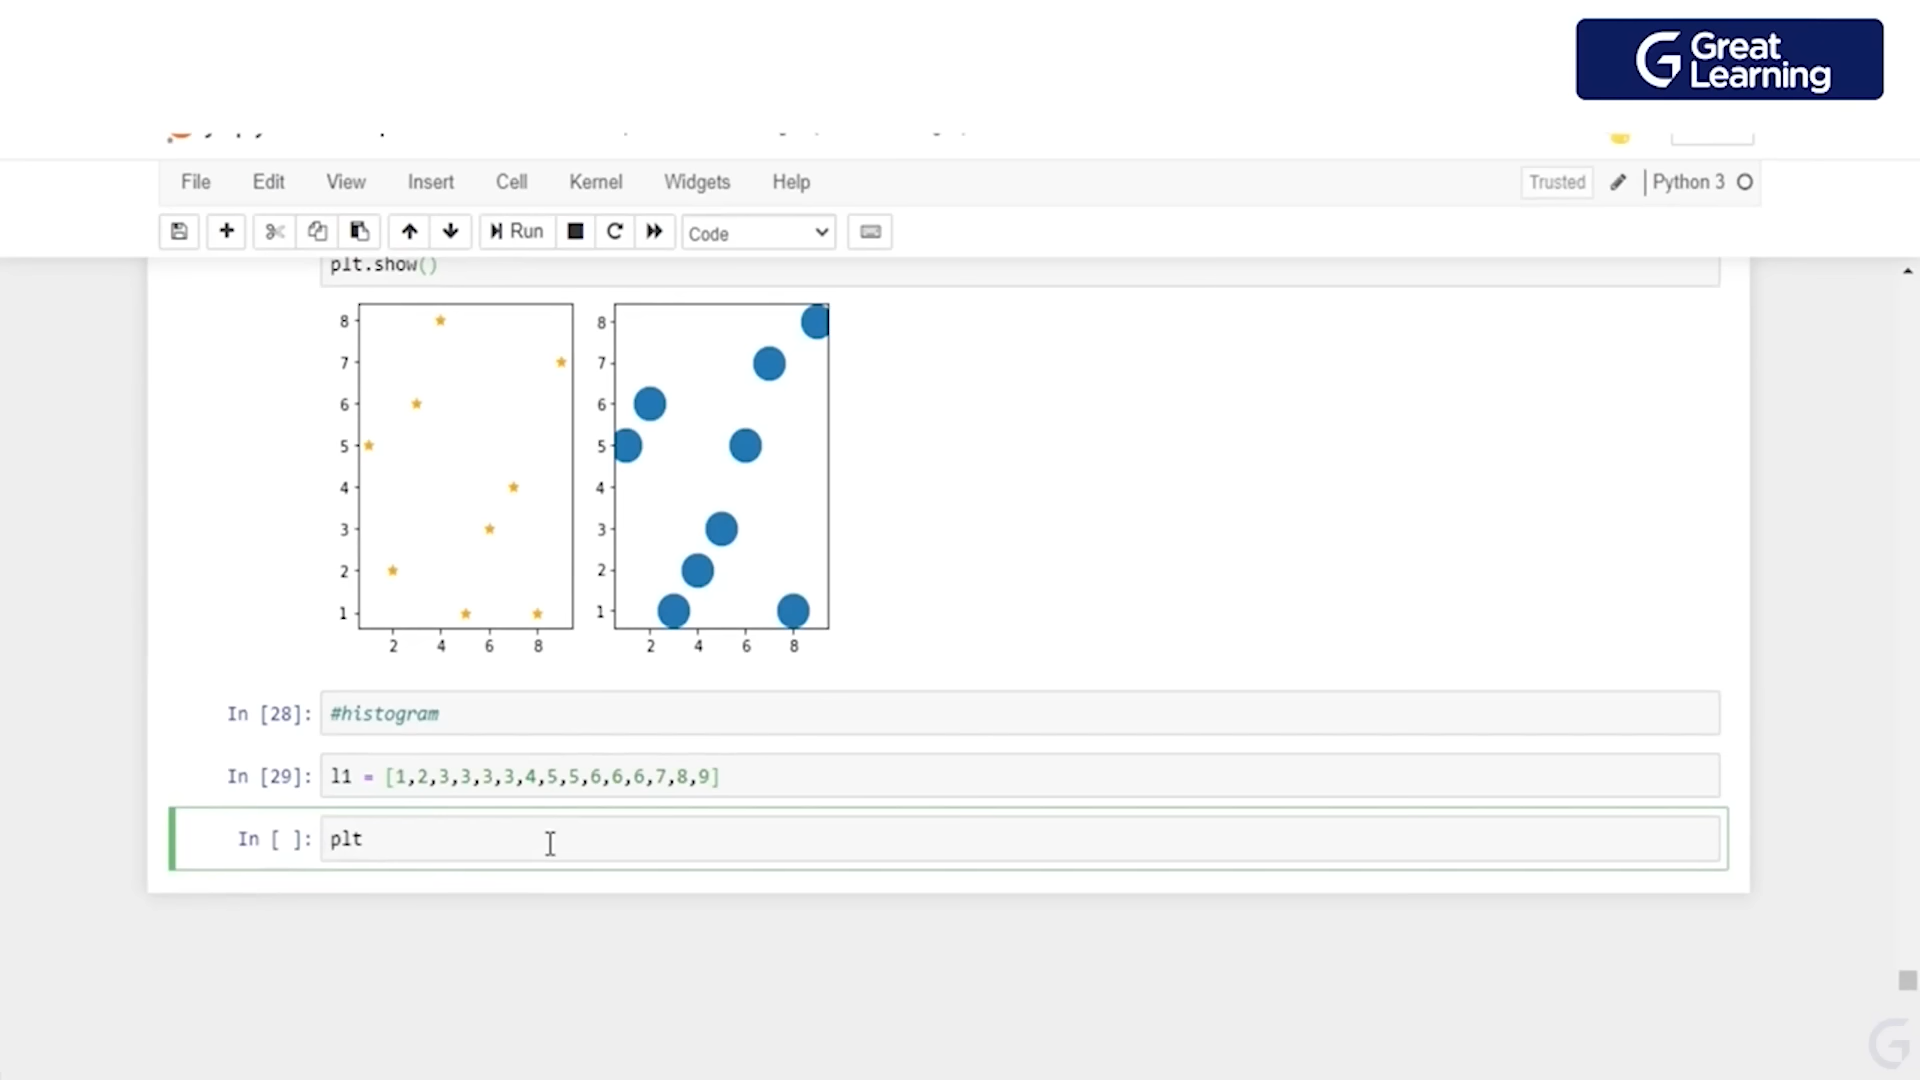 Great
Learning
File Edit View Insert Cell Kernel Widgets Help
Trusted Python 3
Run Code
plt.show()
8 7 6 5 4 3 2 1
2 4 6 8
8 7 6 5 4 3 2 1
2 4 6 8
In [28]: #histogram
In [29]: l1 = [1,2,3,3,3,3,4,5,5,6,6,6,7,8,9]
In [ ]: plt